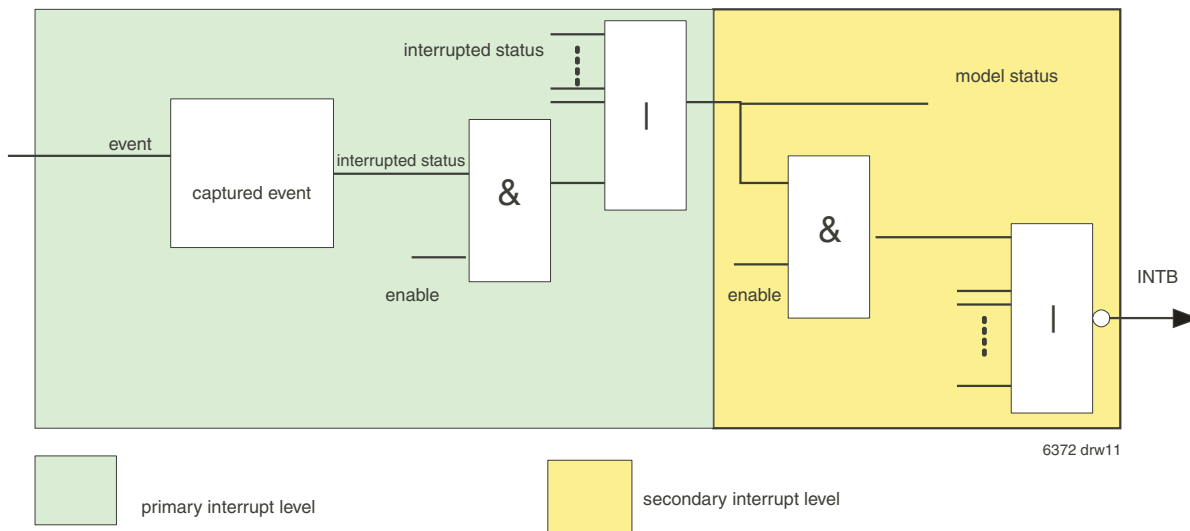 interrupted status
model status
event
interrupted status
captured event
&
|
enable
&
enable
|
INTB
6372 drw11
primary interrupt level
secondary interrupt level